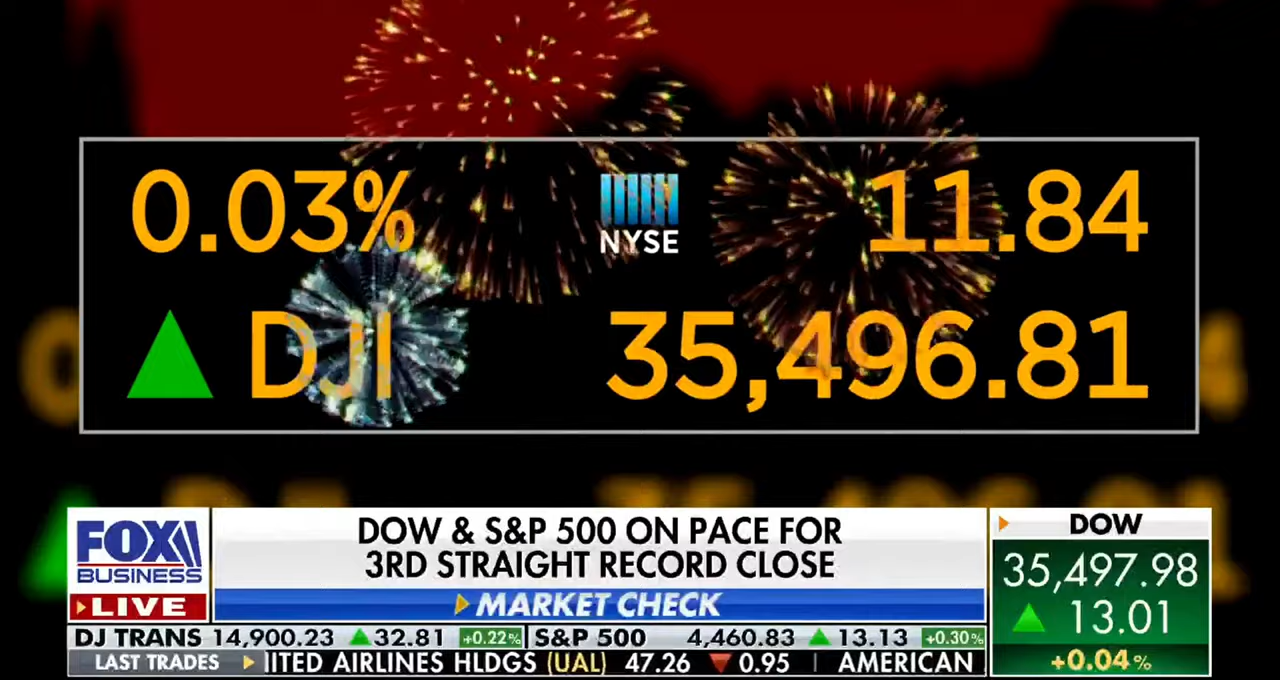 0.03%
NYSE
11.84
DJI
35,496.81
FOX
BUSINESS
LIVE
DOW & S&P 500 ON PACE FOR
3RD STRAIGHT RECORD CLOSE
MARKET CHECK
DOW
35,497.98
13.01
+0.04%
DJ TRANS 14,900.23 32.81 +0.22% S&P 500 4,460.83 13.13 +0.30%
LAST TRADES IITED AIRLINES HLDGS (UAL) 47.26 0.95 | AMERICAN